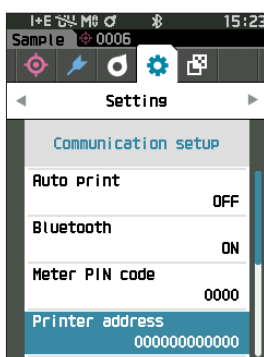 I+E M0 15:23
Sample 0006
Setting
Communication setup
Auto print
OFF
Bluetooth
ON
Meter PIN code
0000
Printer address
000000000000